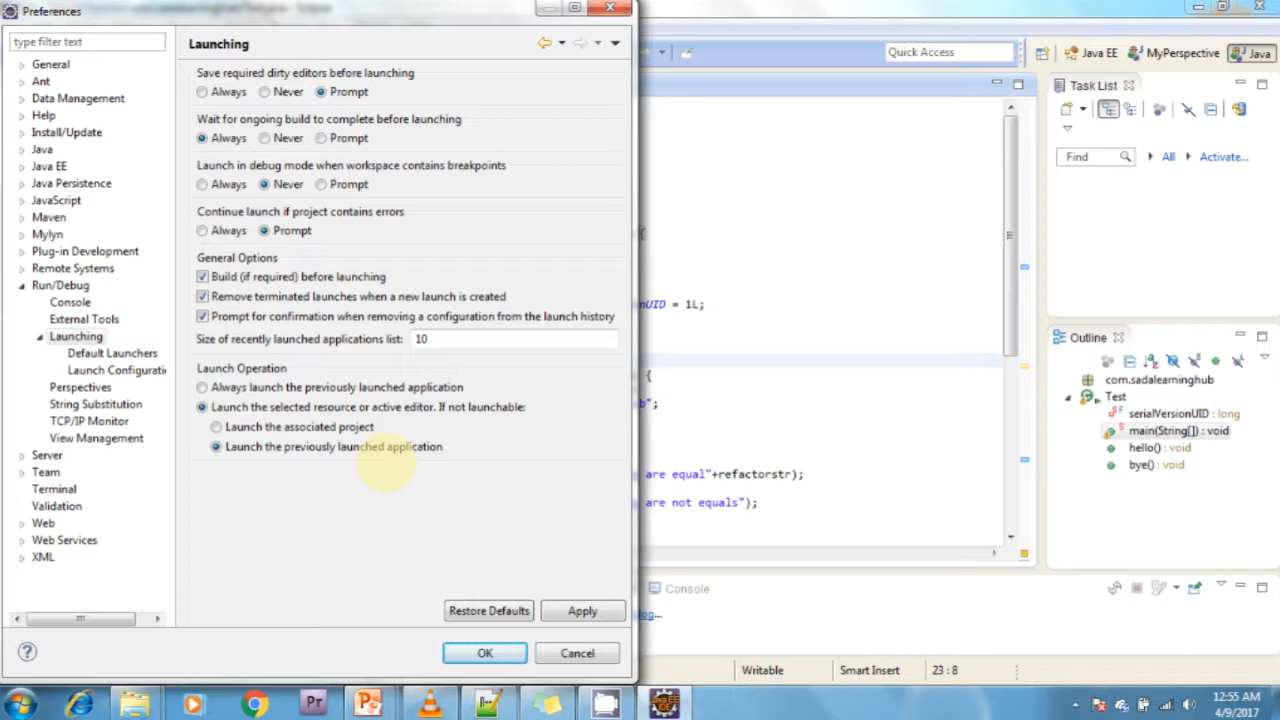 Preferences
type filter text
General
Ant
Data Management
Help
Install/Update
Java
Java EE
Java Persistence
JavaScript
Maven
Mylyn
Plug-in Development
Remote Systems
Run/Debug
Console
External Tools
Launching
Default Launchers
Launch Configurati
Perspectives
String Substitution
TCP/IP Monitor
View Management
Server
Team
Terminal
Validation
Web
Web Services
XML
Launching
Save required dirty editors before launching
Always Never Prompt
Wait for ongoing build to complete before launching
Always Never Prompt
Launch in debug mode when workspace contains breakpoints
Always Never Prompt
Continue launch if project contains errors
Always Prompt
General Options
Build (if required) before launching
Remove terminated launches when a new launch is created
Prompt for confirmation when removing a configuration from the launch history
Size of recently launched applications list: 10
Launch Operation
Always launch the previously launched application
Launch the selected resource or active editor. If not launchable:
Launch the associated project
Launch the previously launched application
Restore Defaults Apply
OK Cancel
Quick Access
Java EE MyPerspective Java
{
nUID = 1L;
{
b";
are equal"+refactorstr);
are not equals");
Task List
Find All Activate...
Outline
com.sadalearninghub
Test
serialVersionUID : long
main(String[]) : void
hello() : void
bye() : void
Console
og...
Writable Smart Insert 23 : 8
Pr
12:55 AM
4/9/2017